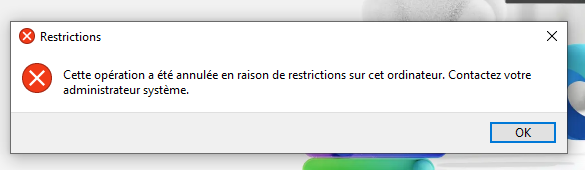 Restrictions
Cette opération a été annulée en raison de restrictions sur cet ordinateur. Contactez votre
administrateur système.
OK